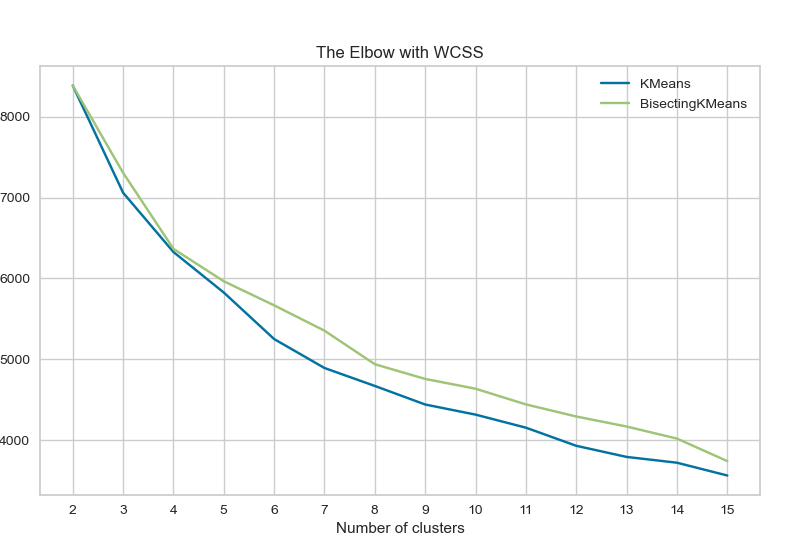 The Elbow with WCSS
KMeans
BisectingKMeans
8000
7000
6000
5000
4000
2 3 4 5 6 7 8 9 10 11 12 13 14 15
Number of clusters